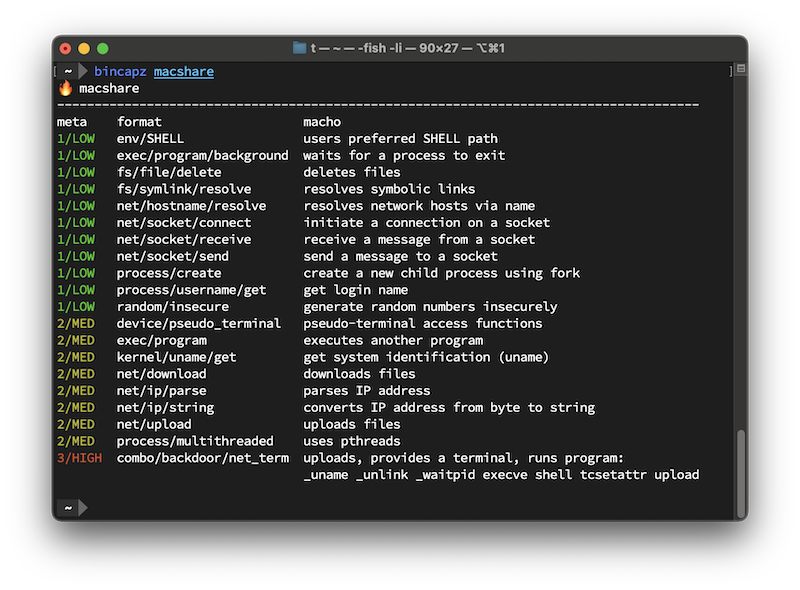 t — ~ — -fish -li — 90×27 — ⌥⌘1
~ bincapz macshare
🔥 macshare
----------------------------------------------------------------------------------------
meta format macho
1/LOW env/SHELL users preferred SHELL path
1/LOW exec/program/background waits for a process to exit
1/LOW fs/file/delete deletes files
1/LOW fs/symlink/resolve resolves symbolic links
1/LOW net/hostname/resolve resolves network hosts via name
1/LOW net/socket/connect initiate a connection on a socket
1/LOW net/socket/receive receive a message from a socket
1/LOW net/socket/send send a message to a socket
1/LOW process/create create a new child process using fork
1/LOW process/username/get get login name
1/LOW random/insecure generate random numbers insecurely
2/MED device/pseudo_terminal pseudo-terminal access functions
2/MED exec/program executes another program
2/MED kernel/uname/get get system identification (uname)
2/MED net/download downloads files
2/MED net/ip/parse parses IP address
2/MED net/ip/string converts IP address from byte to string
2/MED net/upload uploads files
2/MED process/multithreaded uses pthreads
3/HIGH combo/backdoor/net_term uploads, provides a terminal, runs program:
_uname _unlink _waitpid execve shell tcsetattr upload
~